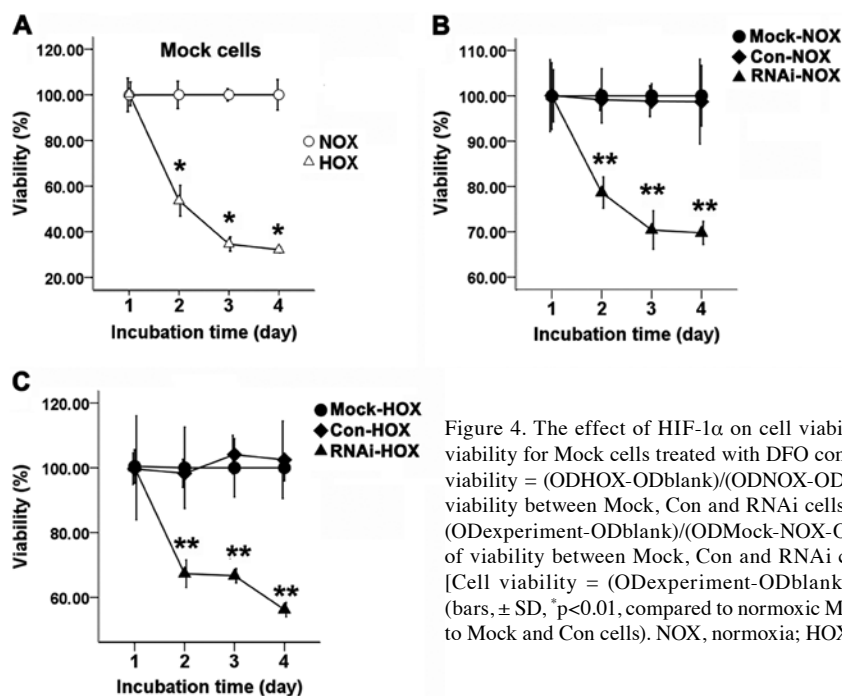 A
Mock cells
120.00
100.00
80.00
60.00
40.00
20.00
Viability (%)
*
*
*
NOX
HOX
1 2 3 4
Incubation time (day)
B
Mock-NOX
Con-NOX
RNAi-NOX
110.00
100.00
90.00
80.00
70.00
60.00
Viability (%)
**
**
**
1 2 3 4
Incubation time (day)
C
Mock-HOX
Con-HOX
RNAi-HOX
120.00
100.00
80.00
60.00
Viability (%)
**
**
**
1 2 3 4
Incubation time (day)
Figure 4. The effect of HIF-1α on cell viabi
viability for Mock cells treated with DFO con
viability = (ODHOX-ODblank)/(ODNOX-OD
viability between Mock, Con and RNAi cells
(ODexperiment-ODblank)/(ODMock-NOX-O
of viability between Mock, Con and RNAi c
[Cell viability = (ODexperiment-ODblank
(bars, ± SD, *p<0.01, compared to normoxic M
to Mock and Con cells). NOX, normoxia; HOX